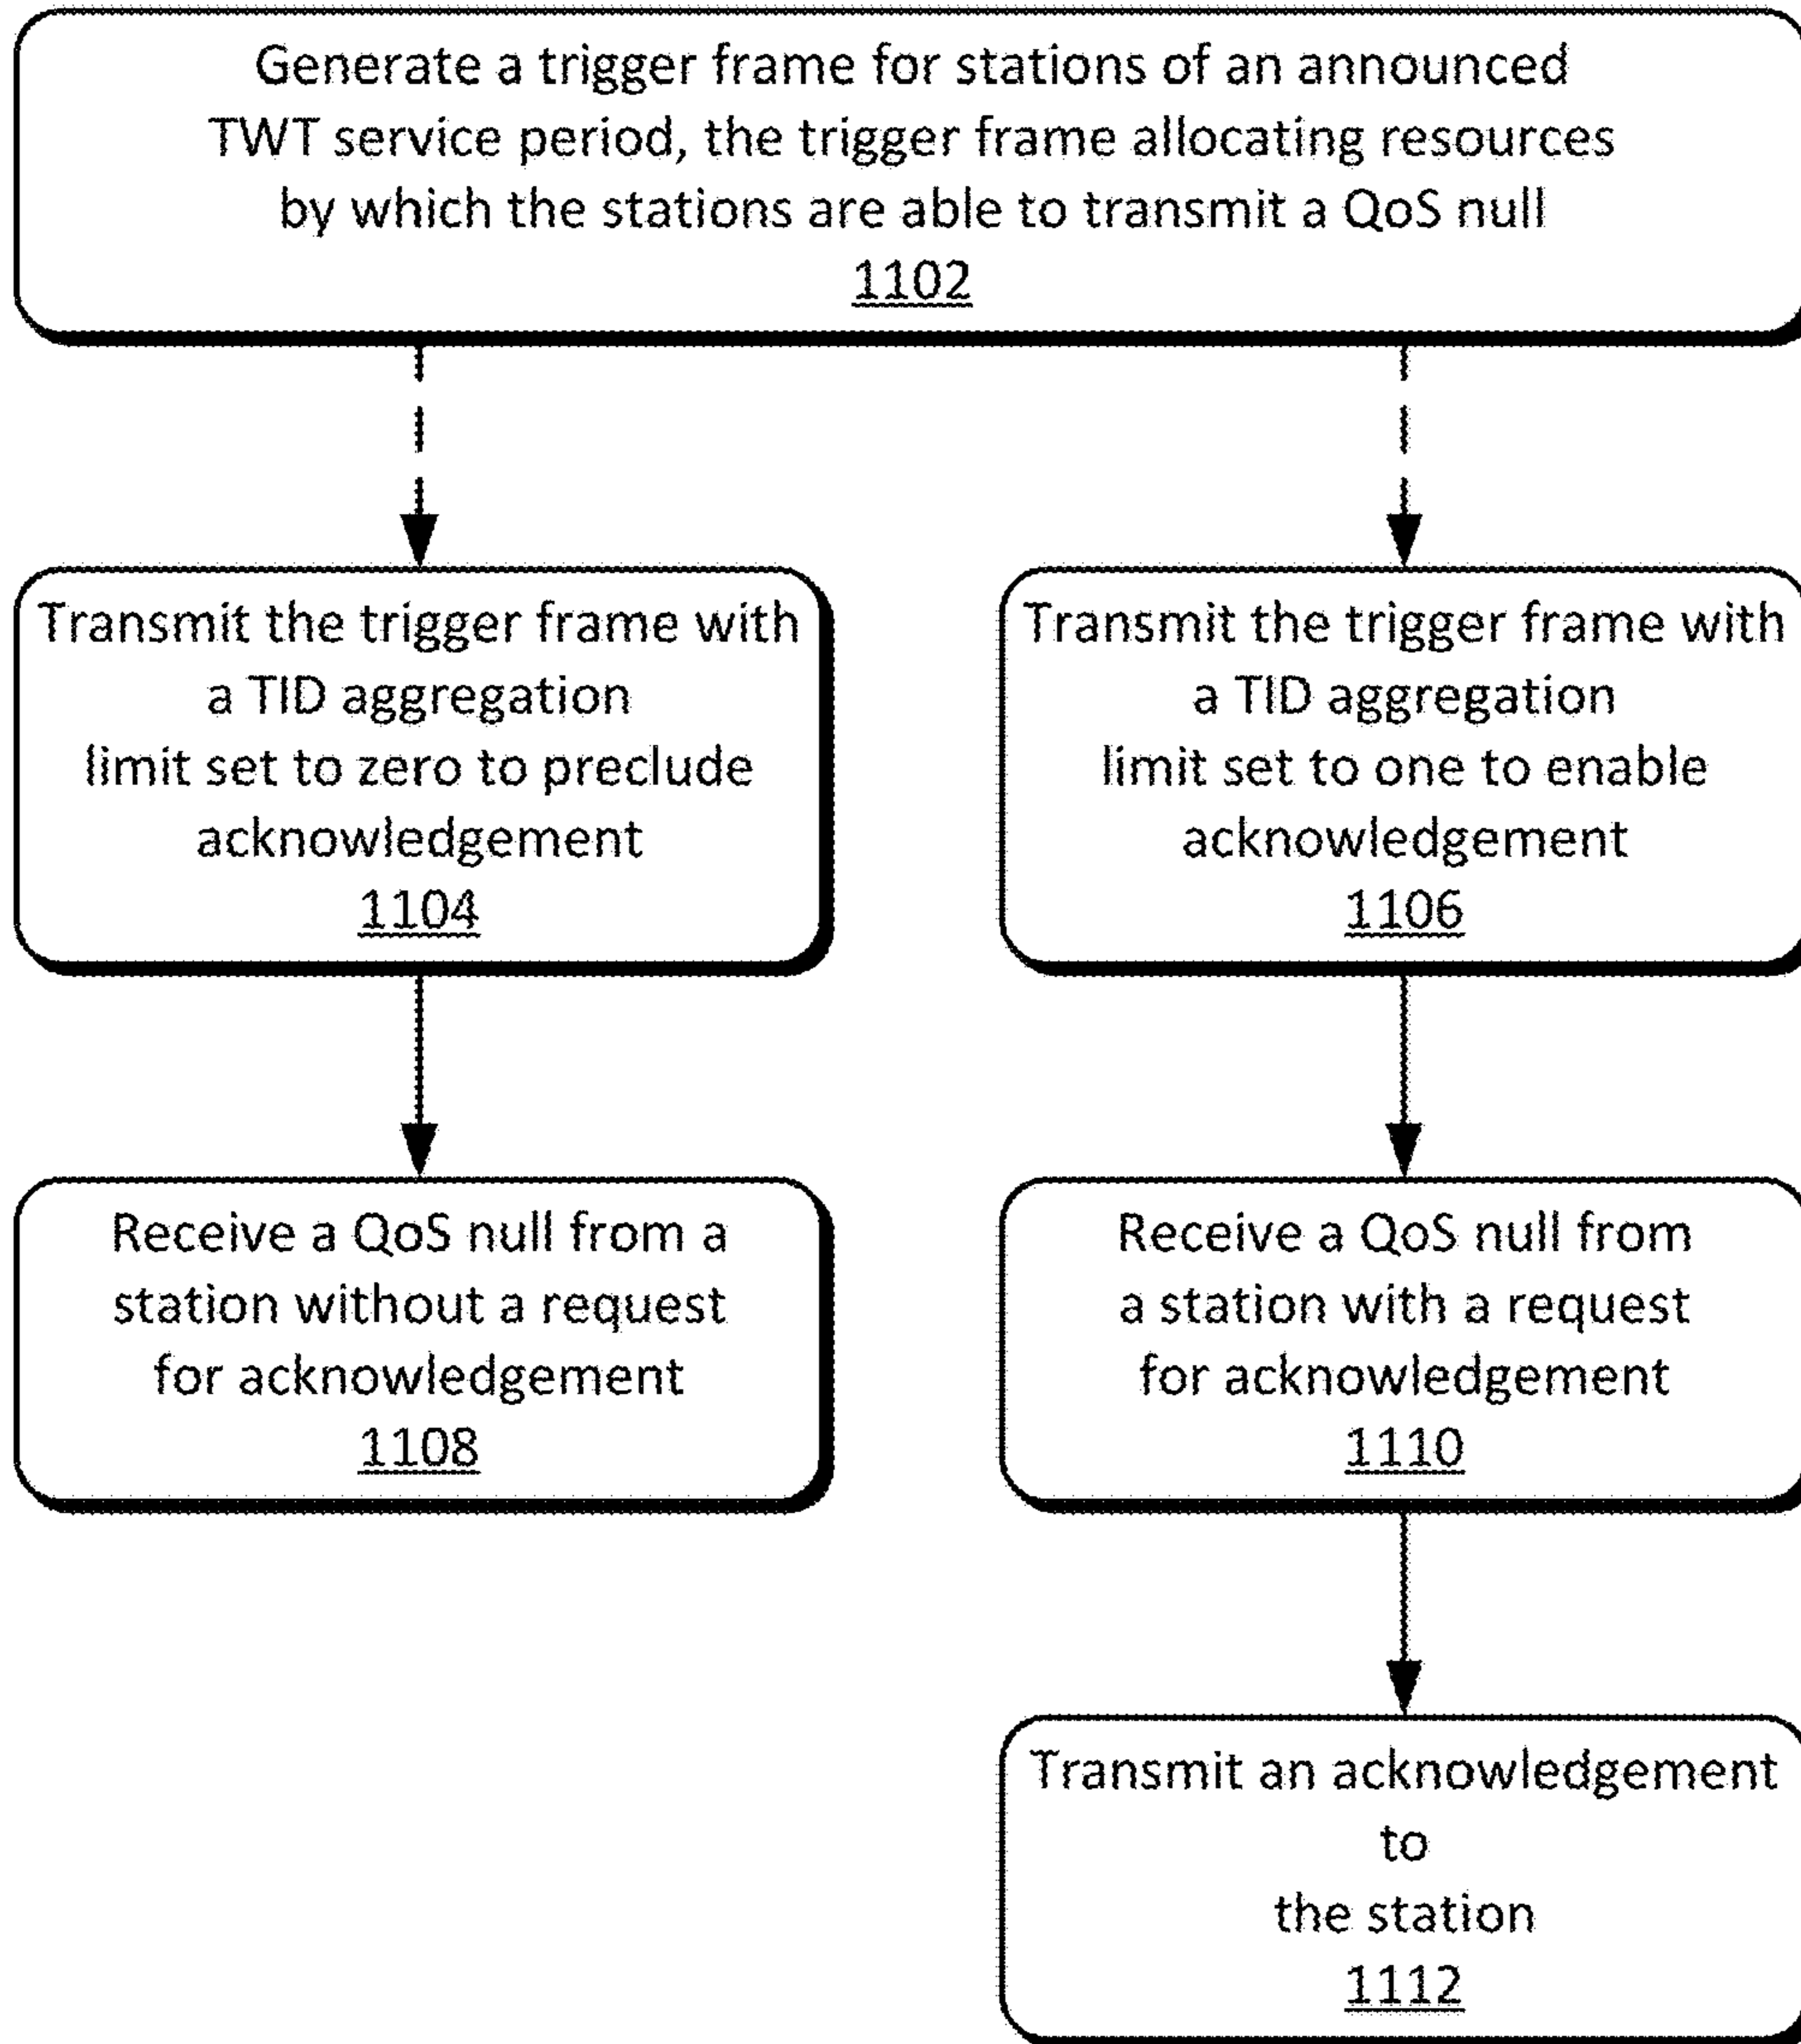 Generate a trigger frame for stations of an announced
TWT service period, the trigger frame allocating resources
by which the stations are able to transmit a QoS null
1102
Transmit the trigger frame with
a TID aggregation
limit set to zero to preclude
acknowledgement
1104
Transmit the trigger frame with
a TID aggregation
limit set to one to enable
acknowledgement
1106
Receive a QoS null from a
station without a request
for acknowledgement
1108
Receive a QoS null from
a station with a request
for acknowledgement
1110
Transmit an acknowledgement
to
the station
1112